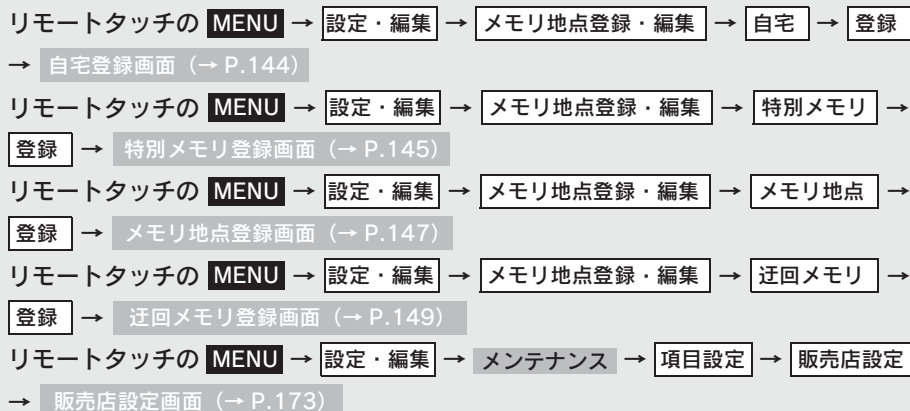 リモートタッチの MENU → 設定・編集 → メモリ地点登録・編集 → 自宅 → 登録
→ 自宅登録画面（→ P.144）
リモートタッチの MENU → 設定・編集 → メモリ地点登録・編集 → 特別メモリ →
登録 → 特別メモリ登録画面（→ P.145）
リモートタッチの MENU → 設定・編集 → メモリ地点登録・編集 → メモリ地点 →
登録 → メモリ地点登録画面（→ P.147）
リモートタッチの MENU → 設定・編集 → メモリ地点登録・編集 → 迂回メモリ →
登録 → 迂回メモリ登録画面（→ P.149）
リモートタッチの MENU → 設定・編集 → メンテナンス → 項目設定 → 販売店設定
→ 販売店設定画面（→ P.173）